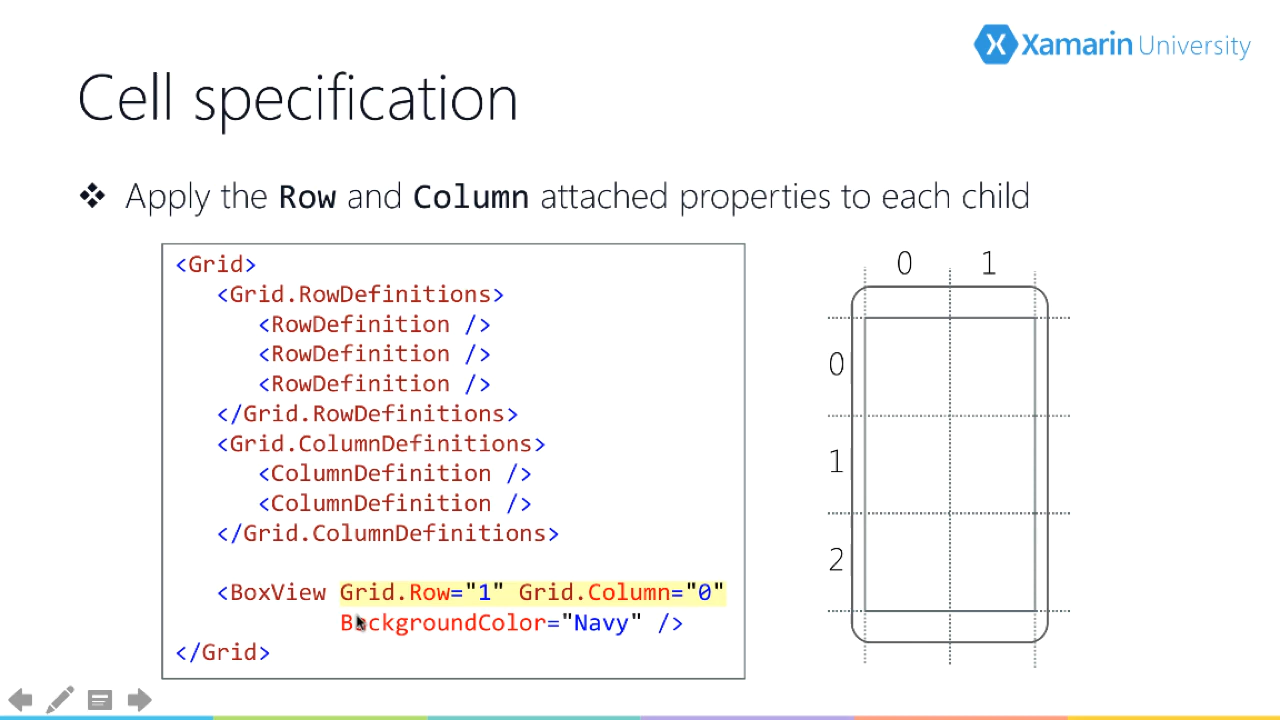 Xamarin University
Cell specification
❖ Apply the Row and Column attached properties to each child
<Grid>
   <Grid.RowDefinitions>
      <RowDefinition />
      <RowDefinition />
      <RowDefinition />
   </Grid.RowDefinitions>
   <Grid.ColumnDefinitions>
      <ColumnDefinition />
      <ColumnDefinition />
   </Grid.ColumnDefinitions>

   <BoxView Grid.Row="1" Grid.Column="0"
            BackgroundColor="Navy" />
</Grid>
0 1
0
1
2